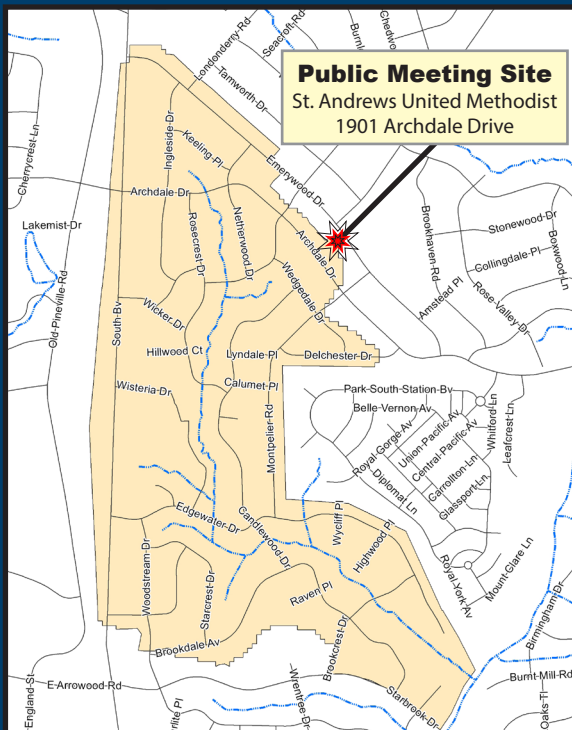 Public Meeting Site
St. Andrews United Methodist
1901 Archdale Drive
Londonderry-Rd
Seacroft-Rd
Tamworth-Dr
Cherrycrest-Ln
Ingleside-Dr
Keeling-Pl
Emerywood-Dr
Archdale-Dr
Lakemist-Dr
Rosecrest-Dr
Netherwood-Dr
Archdale-Dr
Brookhaven-Rd
Stonewood-Dr
Collingdale-Pl
Boxwood-Ln
Old-Pineville-Rd
Wedgedale-Dr
Amstead Pl
Rose-Valley-Dr
South-Bv
Wicker-Dr
Hillwood Ct
Lyndale-Pl
Delchester-Dr
Wisteria-Dr
Calumet-Pl
Park-South-Station-Bv
Belle-Vernon-Av
Montpelier-Rd
Royal-Gorge-Av
Union-Pacific-Av
Central-Pacific-Av
Whitford-Ln
Leafcrest-Ln
Diplomat-Ln
Carrollton-Ln
Glassport-Ln
Edgewater-Dr
Candlewood-Dr
Wycliff Pl
Highwood-Pl
Woodstream-Dr
Starcrest-Dr
Raven Pl
Royal-York-Av
Mount-Clare-Ln
Birmingham-Dr
Brookdale-Av
Brookcrest-Dr
Burnt-Mill-Rd
E-Arrowood-Rd
England-St
Wrentree-Dr
Starbrook-Dr